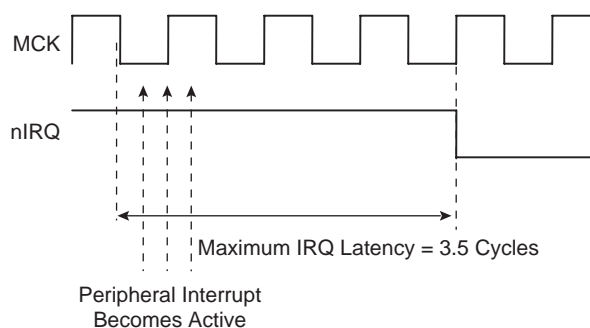 MCK
nIRQ
Maximum IRQ Latency = 3.5 Cycles
Peripheral Interrupt
Becomes Active